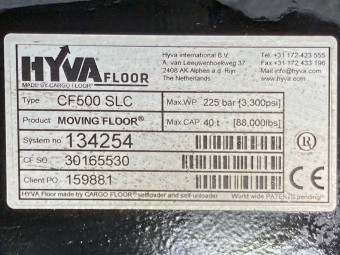 HYVA FLOOR
MADE BY CARGO FLOOR®
Hyva international B.V.
A. van Leeuwenhoekweg 37
2408 AK Alphen a.d. Rijn
The Netherlands
Tel. +31 172 423 555
Fax +31 172 433 196
info@hyva.com
www.hyva.com
Type CF500 SLC
Max.WP. 225 bar [3,300psi]
Product MOVING FLOOR®
Max.CAP. 40 t [88,000lbs]
System no 134254
CF SO 30165530
Client PO 159881
® CE
HYVA Floor made by CARGO FLOOR® selfloader and self-unloader
World wide PATENTS pending